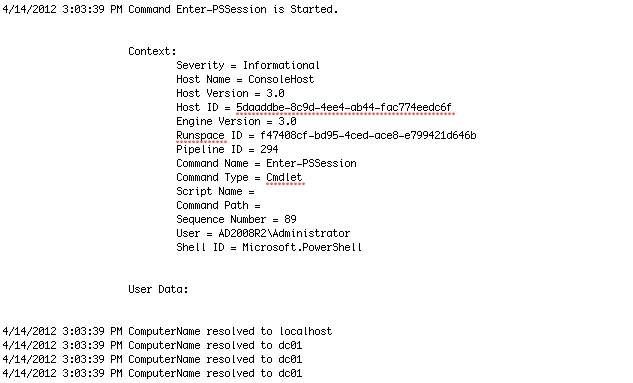 4/14/2012 3:03:39 PM Command Enter-PSSession is Started.
Context:
Severity = Informational
Host Name = ConsoleHost
Host Version = 3.0
Host ID = 5daaddbe-8c9d-4ee4-ab44-fac774eedc6f
Engine Version = 3.0
Runspace ID = f47408cf-bd95-4ced-ace8-e799421d646b
Pipeline ID = 294
Command Name = Enter-PSSession
Command Type = Cmdlet
Script Name =
Command Path =
Sequence Number = 89
User = AD2008R2\Administrator
Shell ID = Microsoft.PowerShell
User Data:
4/14/2012 3:03:39 PM ComputerName resolved to localhost
4/14/2012 3:03:39 PM ComputerName resolved to dc01
4/14/2012 3:03:39 PM ComputerName resolved to dc01
4/14/2012 3:03:39 PM ComputerName resolved to dc01